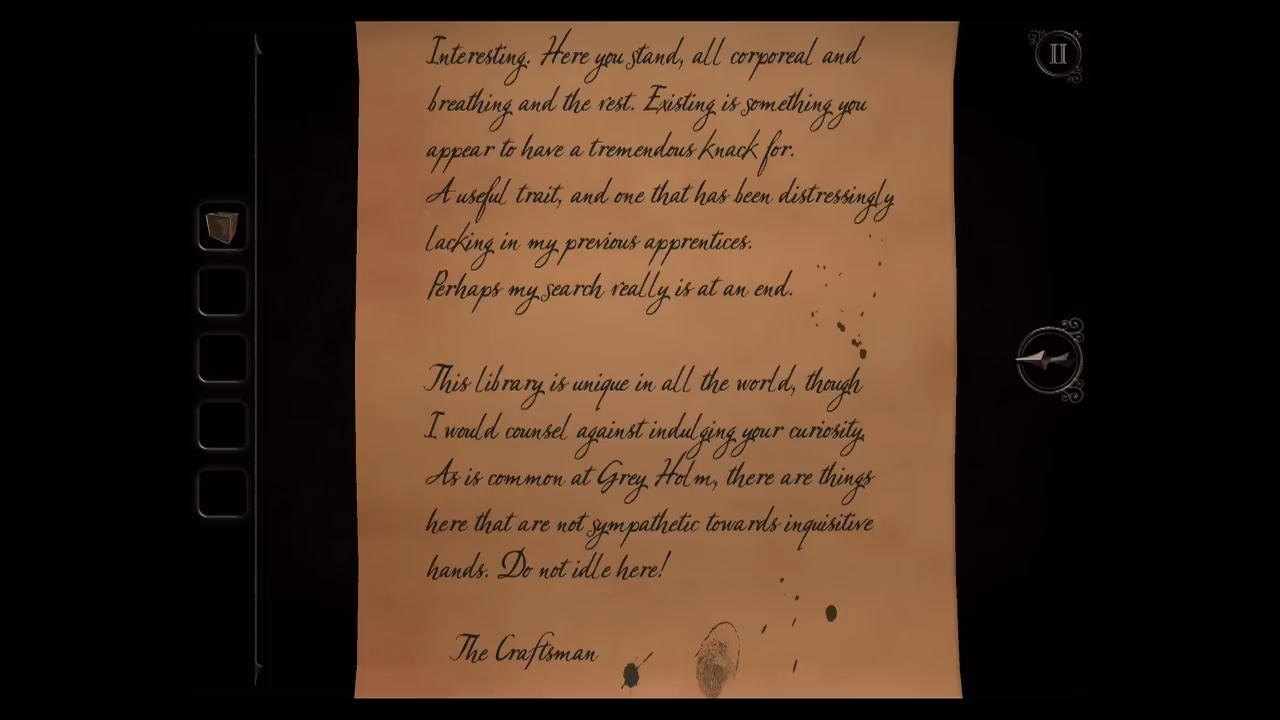 Interesting. Here you stand, all corporeal and
breathing and the rest. Existing is something you
appear to have a tremendous knack for.
A useful trait, and one that has been distressingly
lacking in my previous apprentices.
Perhaps my search really is at an end.
This library is unique in all the world, though
I would counsel against indulging your curiosity.
As is common at Grey Holm, there are things
here that are not sympathetic towards inquisitive
hands. Do not idle here!
The Craftsman
II